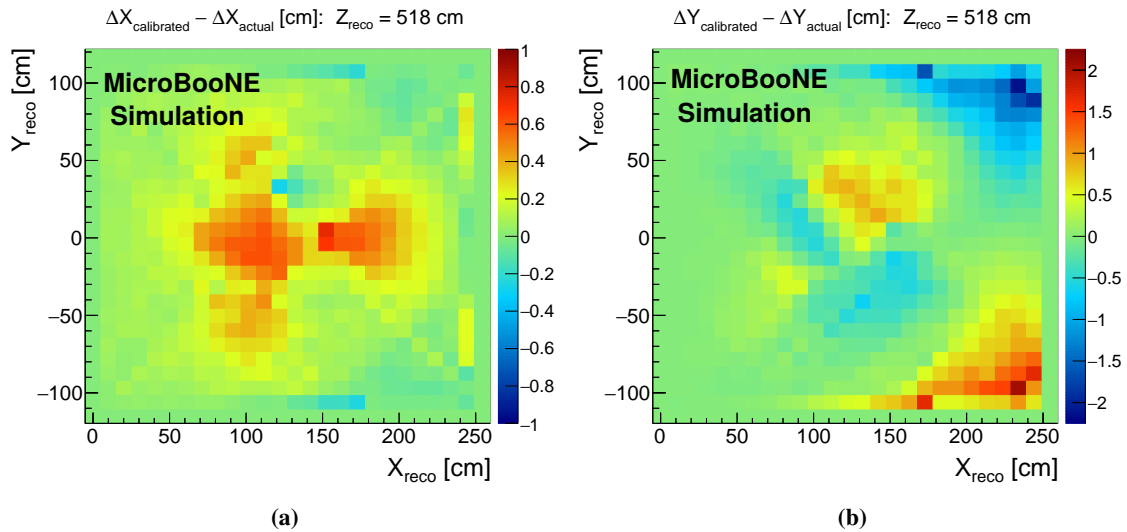 ΔX_calibrated − ΔX_actual [cm]: Z_reco = 518 cm
MicroBooNE
Simulation
Y_reco [cm]
100
50
0
−50
−100
0 50 100 150 200 250
X_reco [cm]
1
0.8
0.6
0.4
0.2
0
−0.2
−0.4
−0.6
−0.8
−1
(a)
ΔY_calibrated − ΔY_actual [cm]: Z_reco = 518 cm
MicroBooNE
Simulation
Y_reco [cm]
100
50
0
−50
−100
0 50 100 150 200 250
X_reco [cm]
2
1.5
1
0.5
0
−0.5
−1
−1.5
−2
(b)